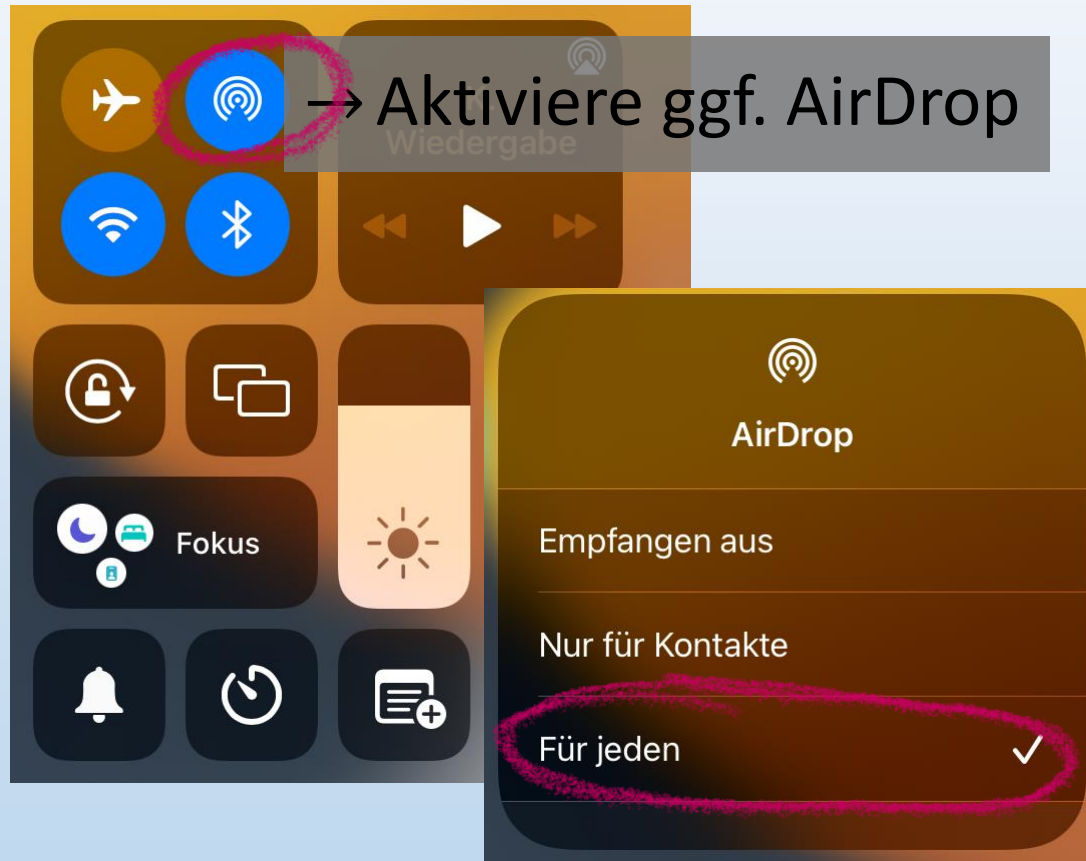 → Aktiviere ggf. AirDrop
Wiedergabe
Fokus
AirDrop
Empfangen aus
Nur für Kontakte
Für jeden